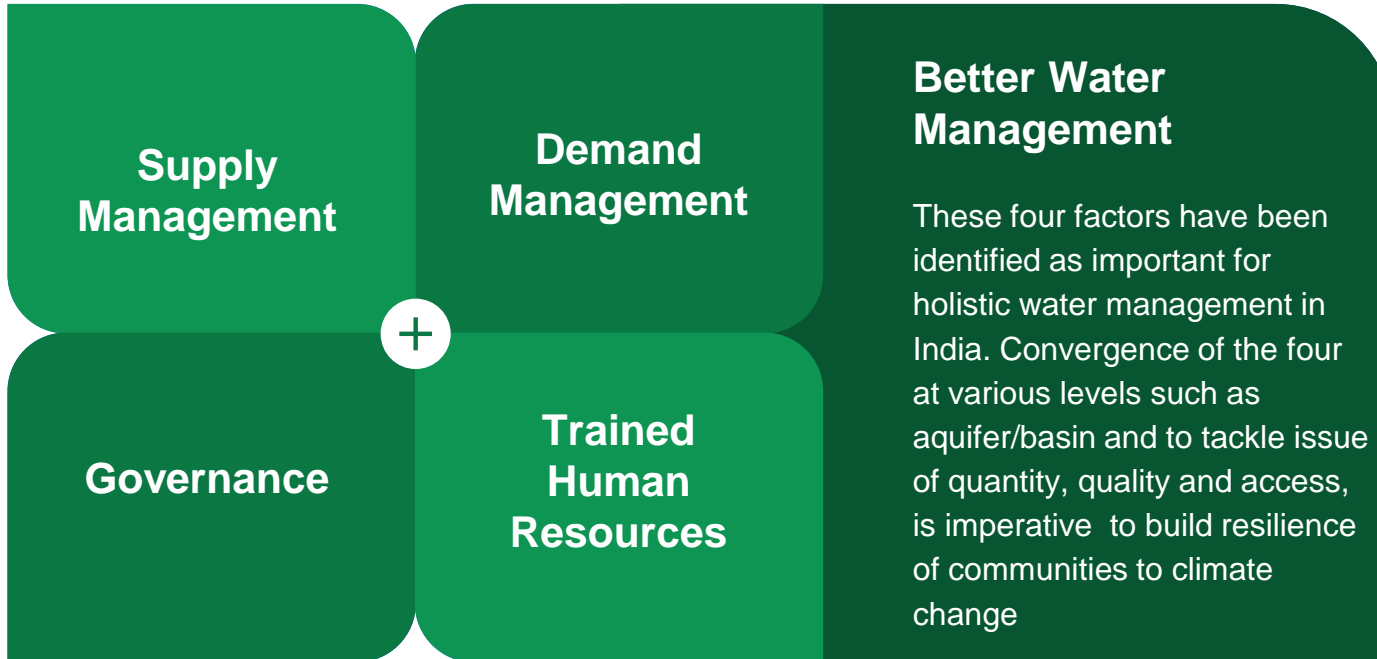 Supply
Management
Demand
Management
Governance
Trained
Human
Resources
Better Water
Management
These four factors have been
identified as important for
holistic water management in
India. Convergence of the four
at various levels such as
aquifer/basin and to tackle issue
of quantity, quality and access,
is imperative  to build resilience
of communities to climate
change